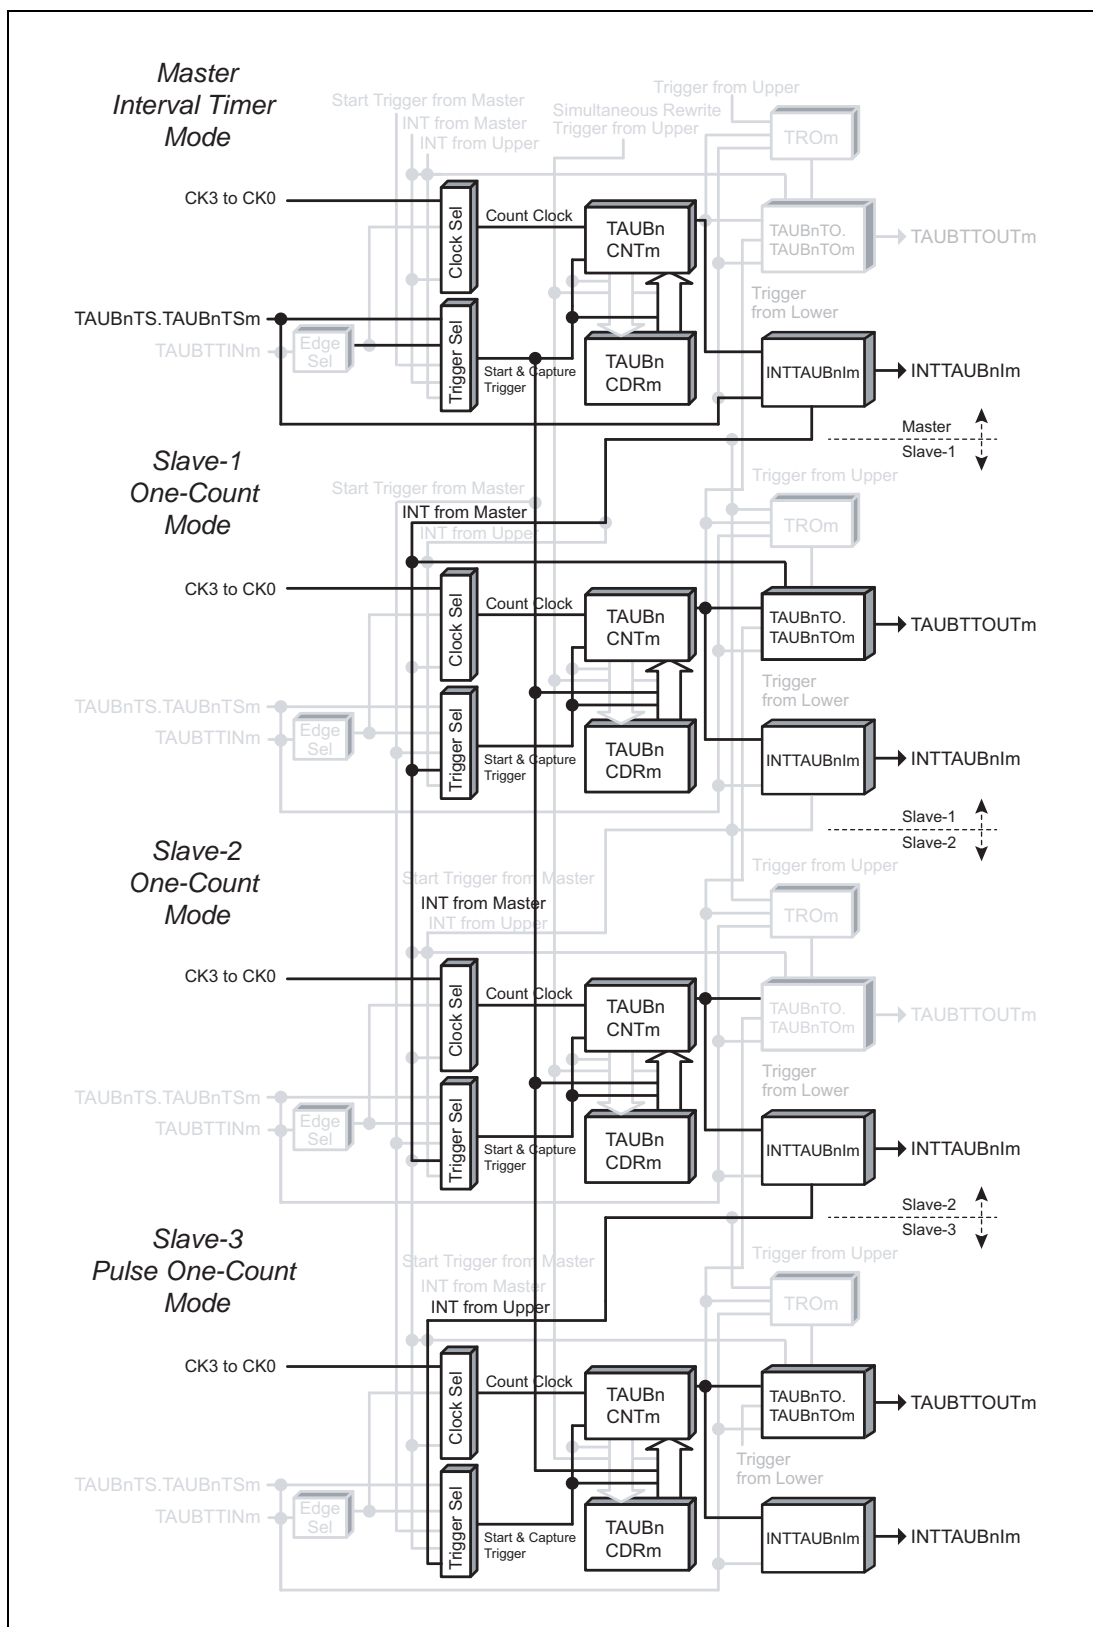 Master
Interval Timer
Mode
Trigger from Upper
Start Trigger from Master
Simultaneous Rewrite
Trigger from Upper
INT from Master
INT from Upper
TROm
CK3 to CK0
Clock Sel
Count Clock
TAUBn
CNTm
TAUBnTO.
TAUBnTOm
TAUBTTOUTm
Trigger
from Lower
TAUBnTS.TAUBnTSm
TAUBTTINm
Edge
Sel
Trigger Sel
Start & Capture
Trigger
TAUBn
CDRm
INTTAUBnIm
INTTAUBnIm
Master
Slave-1
Slave-1
One-Count
Mode
Start Trigger from Master
INT from Master
INT from Upper
Trigger from Upper
TROm
CK3 to CK0
Clock Sel
Count Clock
TAUBn
CNTm
TAUBnTO.
TAUBnTOm
TAUBTTOUTm
Trigger
from Lower
TAUBnTS.TAUBnTSm
TAUBTTINm
Edge
Sel
Trigger Sel
Start & Capture
Trigger
TAUBn
CDRm
INTTAUBnIm
INTTAUBnIm
Slave-1
Slave-2
Slave-2
One-Count
Mode
Start Trigger from Master
INT from Master
INT from Upper
Trigger from Upper
TROm
CK3 to CK0
Clock Sel
Count Clock
TAUBn
CNTm
TAUBnTO.
TAUBnTOm
TAUBTTOUTm
Trigger
from Lower
TAUBnTS.TAUBnTSm
TAUBTTINm
Edge
Sel
Trigger Sel
Start & Capture
Trigger
TAUBn
CDRm
INTTAUBnIm
INTTAUBnIm
Slave-2
Slave-3
Slave-3
Pulse One-Count
Mode
Start Trigger from Master
INT from Master
INT from Upper
Trigger from Upper
TROm
CK3 to CK0
Clock Sel
Count Clock
TAUBn
CNTm
TAUBnTO.
TAUBnTOm
TAUBTTOUTm
Trigger
from Lower
TAUBnTS.TAUBnTSm
TAUBTTINm
Edge
Sel
Trigger Sel
Start & Capture
Trigger
TAUBn
CDRm
INTTAUBnIm
INTTAUBnIm